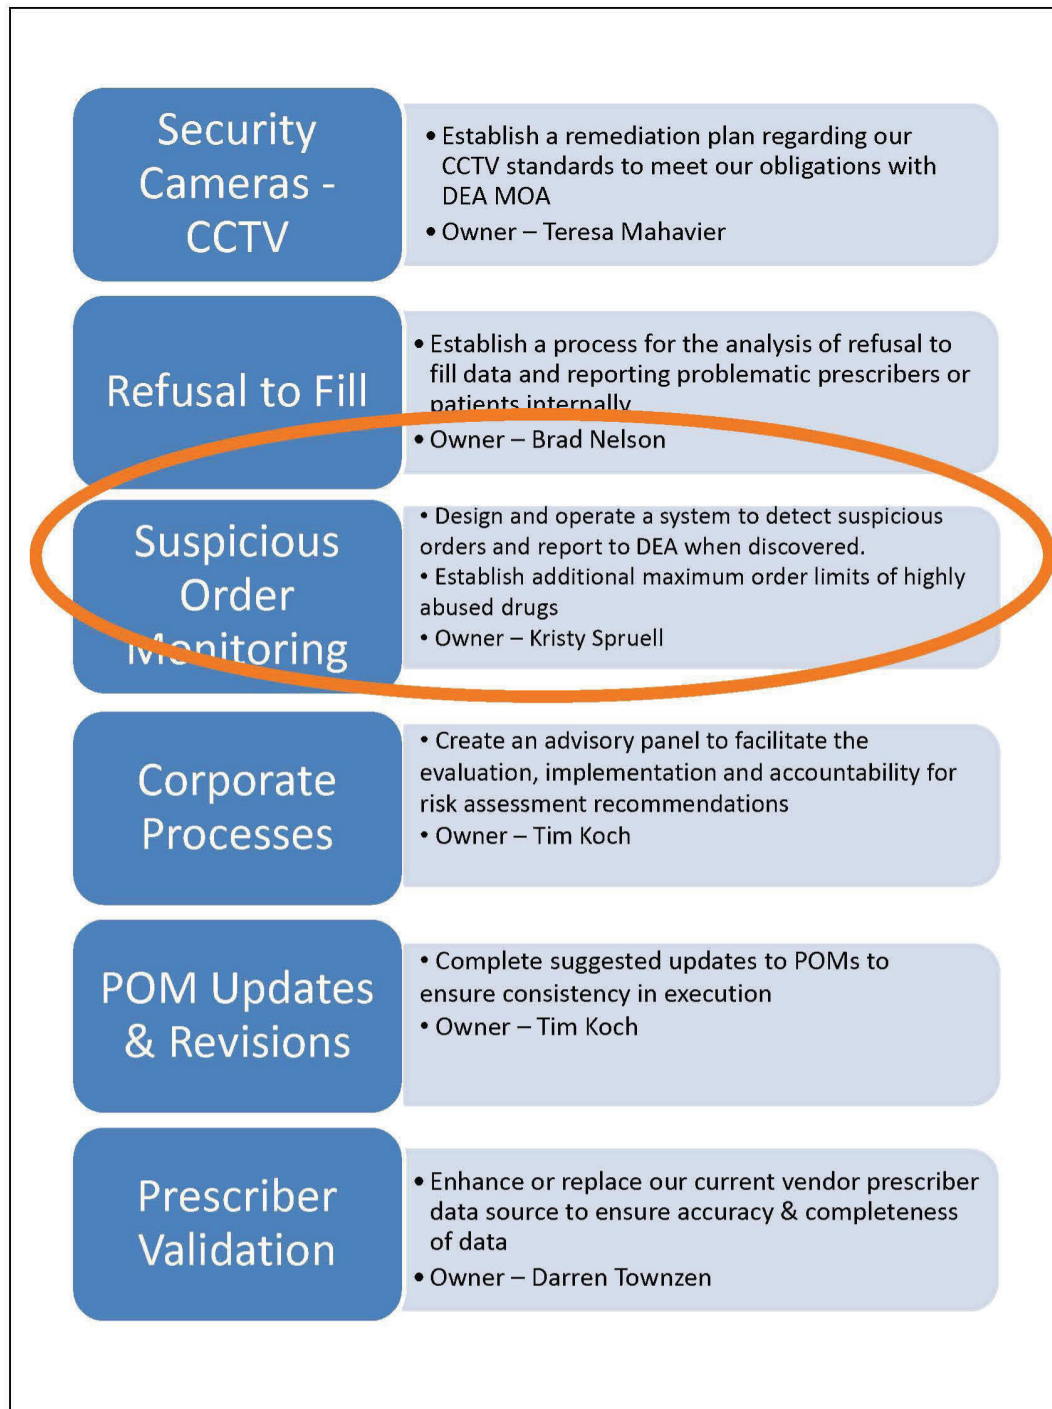 Security
Cameras -
CCTV
• Establish a remediation plan regarding our
CCTV standards to meet our obligations with
DEA MOA
• Owner – Teresa Mahavier
Refusal to Fill
• Establish a process for the analysis of refusal to
fill data and reporting problematic prescribers or
patients internally
• Owner – Brad Nelson
Suspicious
Order
Monitoring
• Design and operate a system to detect suspicious
orders and report to DEA when discovered.
• Establish additional maximum order limits of highly
abused drugs
• Owner – Kristy Spruell
Corporate
Processes
• Create an advisory panel to facilitate the
evaluation, implementation and accountability for
risk assessment recommendations
• Owner – Tim Koch
POM Updates
& Revisions
• Complete suggested updates to POMs to
ensure consistency in execution
• Owner – Tim Koch
Prescriber
Validation
• Enhance or replace our current vendor prescriber
data source to ensure accuracy & completeness
of data
• Owner – Darren Townzen